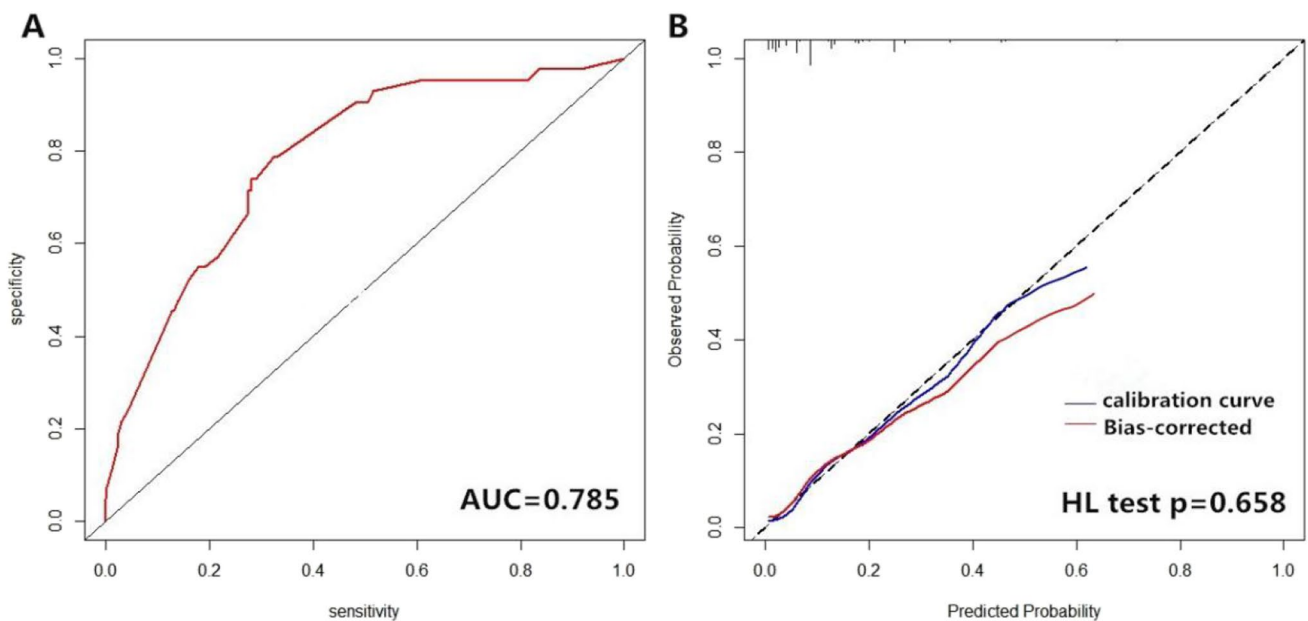 A
1.0
0.8
0.6
0.4
0.2
0.0
specificity
AUC=0.785
0.0 0.2 0.4 0.6 0.8 1.0
sensitivity
B
1.0
0.8
0.6
0.4
0.2
0.0
Observed Probability
calibration curve
Bias-corrected
HL test p=0.658
0.0 0.2 0.4 0.6 0.8 1.0
Predicted Probability